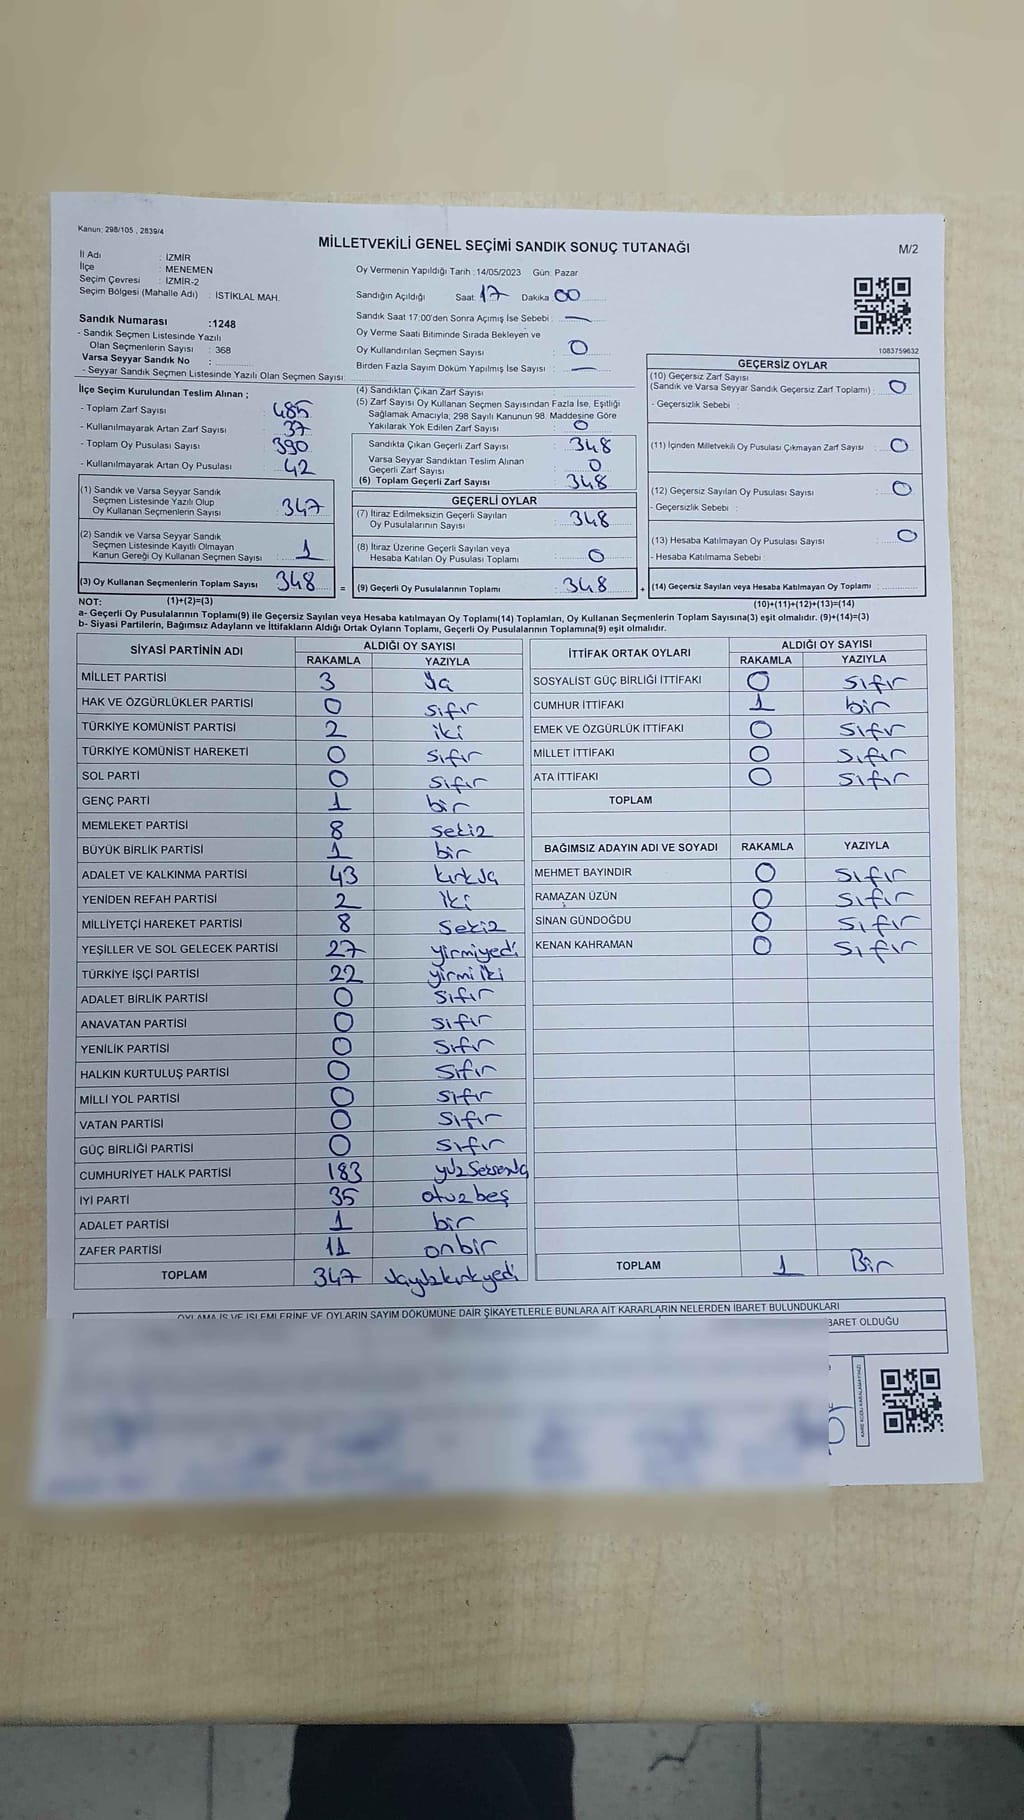 Kanun; 298/105 , 2839/4
MİLLETVEKİLİ GENEL SEÇİMİ SANDIK SONUÇ TUTANAĞI
M/2
İl Adı : İZMİR
İlçe : MENEMEN
Seçim Çevresi : İZMİR-2
Seçim Bölgesi (Mahalle Adı) : İSTİKLAL MAH.
Sandık Numarası :1248
- Sandık Seçmen Listesinde Yazılı
Olan Seçmenlerin Sayısı : 368
Varsa Seyyar Sandık No :
- Seyyar Sandık Seçmen Listesinde Yazılı Olan Seçmen Sayısı:
Oy Vermenin Yapıldığı Tarih :14/05/2023 Gün: Pazar
Sandığın Açıldığı Saat: 17 Dakika 00
Sandık Saat 17:00'den Sonra Açımış İse Sebebi : —
Oy Verme Saati Bitiminde Sırada Bekleyen ve
Oy Kullandırılan Seçmen Sayısı : 0
Birden Fazla Sayım Döküm Yapılmış İse Sayısı : —
1083759632
İlçe Seçim Kurulundan Teslim Alınan ;
- Toplam Zarf Sayısı : 485
- Kullanılmayarak Artan Zarf Sayısı : 37
- Toplam Oy Pusulası Sayısı : 390
- Kullanılmayarak Artan Oy Pusulası : 42
(1) Sandık ve Varsa Seyyar Sandık
Seçmen Listesinde Yazılı Olup
Oy Kullanan Seçmenlerin Sayısı : 347
(2) Sandık ve Varsa Seyyar Sandık
Seçmen Listesinde Kayıtlı Olmayan
Kanun Gereği Oy Kullanan Seçmen Sayısı : 1
(3) Oy Kullanan Seçmenlerin Toplam Sayısı 348 =
(4) Sandıktan Çıkan Zarf Sayısı :
(5) Zarf Sayısı Oy Kullanan Seçmen Sayısından Fazla İse, Eşitliği
Sağlamak Amacıyla, 298 Sayılı Kanunun 98. Maddesine Göre
Yakılarak Yok Edilen Zarf Sayısı : 0
Sandıkta Çıkan Geçerli Zarf Sayısı : 348
Varsa Seyyar Sandıktan Teslim Alınan
Geçerli Zarf Sayısı : 0
(6) Toplam Geçerli Zarf Sayısı : 348
GEÇERLİ OYLAR
(7) İtiraz Edilmeksizin Geçerli Sayılan
Oy Pusulalarının Sayısı : 348
(8) İtiraz Üzerine Geçerli Sayılan veya
Hesaba Katılan Oy Pusulası Toplamı : 0
(9) Geçerli Oy Pusulalarının Toplamı : 348 +
GEÇERSİZ OYLAR
(10) Geçersiz Zarf Sayısı
(Sandık ve Varsa Seyyar Sandık Geçersiz Zarf Toplamı) : 0
- Geçersizlik Sebebi :
(11) İçinden Milletvekili Oy Pusulası Çıkmayan Zarf Sayısı : 0
(12) Geçersiz Sayılan Oy Pusulası Sayısı : 0
- Geçersizlik Sebebi :
(13) Hesaba Katılmayan Oy Pusulası Sayısı : 0
- Hesaba Katılmama Sebebi :
(14) Geçersiz Sayılan veya Hesaba Katılmayan Oy Toplamı :
NOT: (1)+(2)=(3) (10)+(11)+(12)+(13)=(14)
a- Geçerli Oy Pusulalarının Toplamı(9) ile Geçersiz Sayılan veya Hesaba katılmayan Oy Toplamı(14) Toplamları, Oy Kullanan Seçmenlerin Toplam Sayısına(3) eşit olmalıdır. (9)+(14)=(3)
b- Siyasi Partilerin, Bağımsız Adayların ve İttifakların Aldığı Ortak Oyların Toplamı, Geçerli Oy Pusulalarının Toplamına(9) eşit olmalıdır.
SİYASİ PARTİNİN ADI ALDIĞI OY SAYISI
RAKAMLA YAZIYLA
MİLLET PARTİSİ 3 Üç
HAK VE ÖZGÜRLÜKLER PARTİSİ 0 sıfır
TÜRKİYE KOMÜNİST PARTİSİ 2 iki
TÜRKİYE KOMÜNİST HAREKETİ 0 sıfır
SOL PARTİ 0 sıfır
GENÇ PARTİ 1 bir
MEMLEKET PARTİSİ 8 sekiz
BÜYÜK BİRLİK PARTİSİ 1 bir
ADALET VE KALKINMA PARTİSİ 43 kırküç
YENİDEN REFAH PARTİSİ 2 iki
MİLLİYETÇİ HAREKET PARTİSİ 8 sekiz
YEŞİLLER VE SOL GELECEK PARTİSİ 27 yirmiyedi
TÜRKİYE İŞÇİ PARTİSİ 22 yirmi iki
ADALET BİRLİK PARTİSİ 0 sıfır
ANAVATAN PARTİSİ 0 sıfır
YENİLİK PARTİSİ 0 sıfır
HALKIN KURTULUŞ PARTİSİ 0 sıfır
MİLLİ YOL PARTİSİ 0 sıfır
VATAN PARTİSİ 0 sıfır
GÜÇ BİRLİĞİ PARTİSİ 0 sıfır
CUMHURİYET HALK PARTİSİ 183 yüz seksenüç
İYİ PARTİ 35 otuz beş
ADALET PARTİSİ 1 bir
ZAFER PARTİSİ 11 onbir
TOPLAM 347 üçyüzkırkyedi
İTTİFAK ORTAK OYLARI ALDIĞI OY SAYISI
RAKAMLA YAZIYLA
SOSYALİST GÜÇ BİRLİĞİ İTTİFAKI 0 sıfır
CUMHUR İTTİFAKI 1 bir
EMEK VE ÖZGÜRLÜK İTTİFAKI 0 sıfır
MİLLET İTTİFAKI 0 sıfır
ATA İTTİFAKI 0 sıfır
TOPLAM
BAĞIMSIZ ADAYIN ADI VE SOYADI RAKAMLA YAZIYLA
MEHMET BAYINDIR 0 sıfır
RAMAZAN ÜZÜN 0 sıfır
SİNAN GÜNDOĞDU 0 sıfır
KENAN KAHRAMAN 0 sıfır
TOPLAM 1 Bir
OYLAMA İŞ VE İŞLEMLERİNE VE OYLARIN SAYIM DÖKÜMÜNE DAİR ŞİKAYETLERLE BUNLARA AİT KARARLARIN NELERDEN İBARET BULUNDUKLARI
BARET OLDUĞU